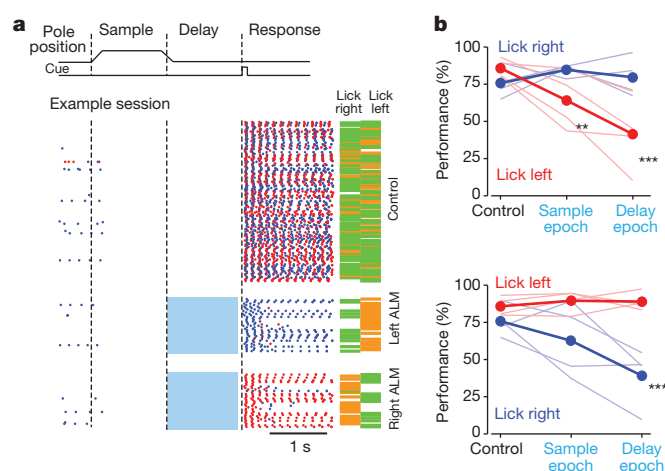 a
Pole position
Sample
Delay
Response
Cue
Example session
Lick right
Lick left
Control
Left ALM
Right ALM
1 s
b
Performance (%)
100
75
50
25
0
Lick right
Lick left
**
***
Control
Sample epoch
Delay epoch
Performance (%)
100
75
50
25
0
Lick left
Lick right
***
Control
Sample epoch
Delay epoch